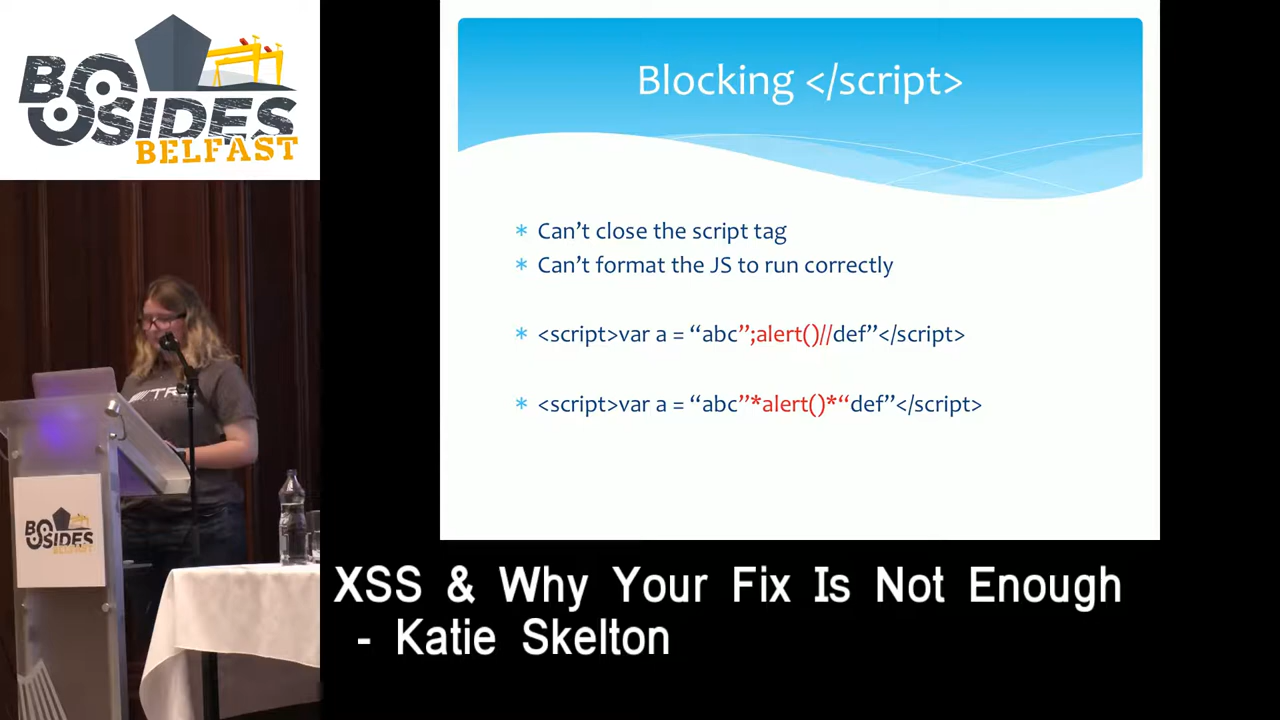 BSIDES
BELFAST
Blocking </script>
* Can’t close the script tag
* Can’t format the JS to run correctly
* <script>var a = “abc”;alert()//def”</script>
* <script>var a = “abc”*alert()*“def”</script>
BSIDES
BELFAST
XSS & Why Your Fix Is Not Enough
- Katie Skelton